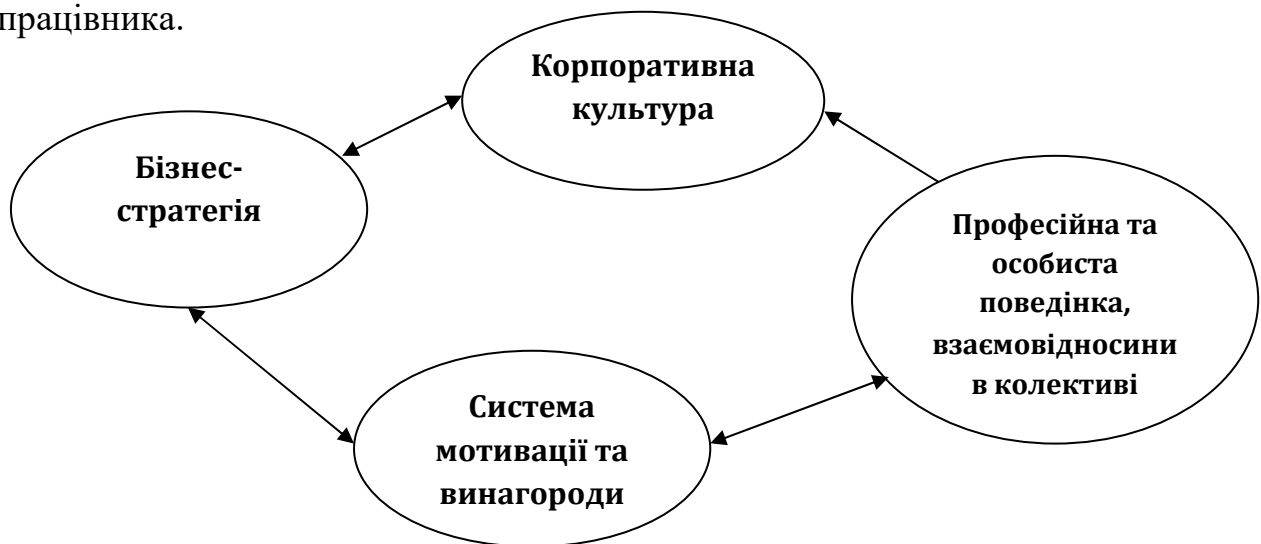 працівника.
Корпоративна
культура
Бізнес-
стратегія
Професійна та
особиста
поведінка,
взаємовідносини
в колективі
Система
мотивації та
винагороди